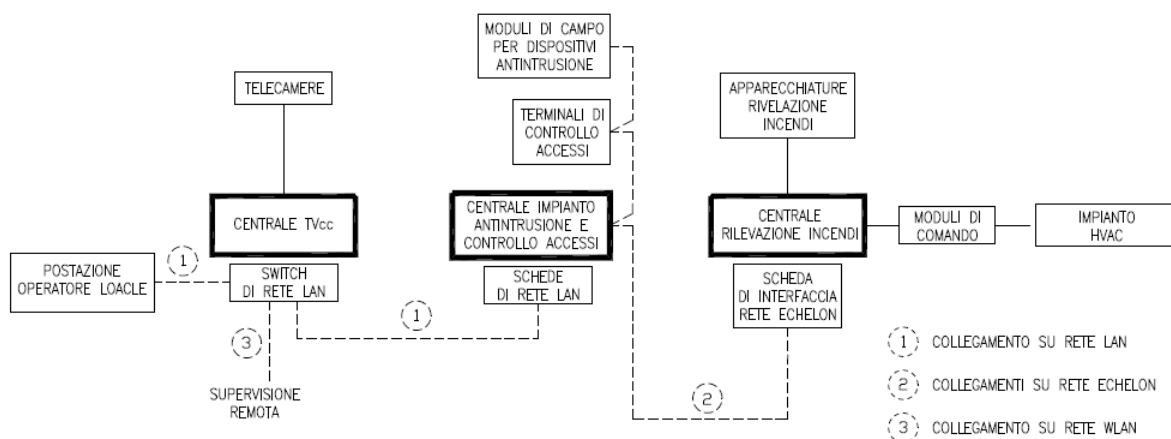 MODULI DI CAMPO
PER DISPOSITIVI
ANTINTRUSIONE
TELECAMERE
TERMINALI DI
CONTROLLO
ACCESSI
APPARECCHIATURE
RIVELAZIONE
INCENDI
CENTRALE TVcc
CENTRALE IMPIANTO
ANTINTRUSIONE E
CONTROLLO ACCESSI
CENTRALE
RILEVAZIONE INCENDI
MODULI DI
COMANDO
IMPIANTO
HVAC
POSTAZIONE
OPERATORE LOACLE
1
SWITCH
DI RETE LAN
SCHEDE
DI RETE LAN
SCHEDA
DI INTERFACCIA
RETE ECHELON
1
3
SUPERVISIONE
REMOTA
2
1 COLLEGAMENTO SU RETE LAN
2 COLLEGAMENTI SU RETE ECHELON
3 COLLEGAMENTO SU RETE WLAN